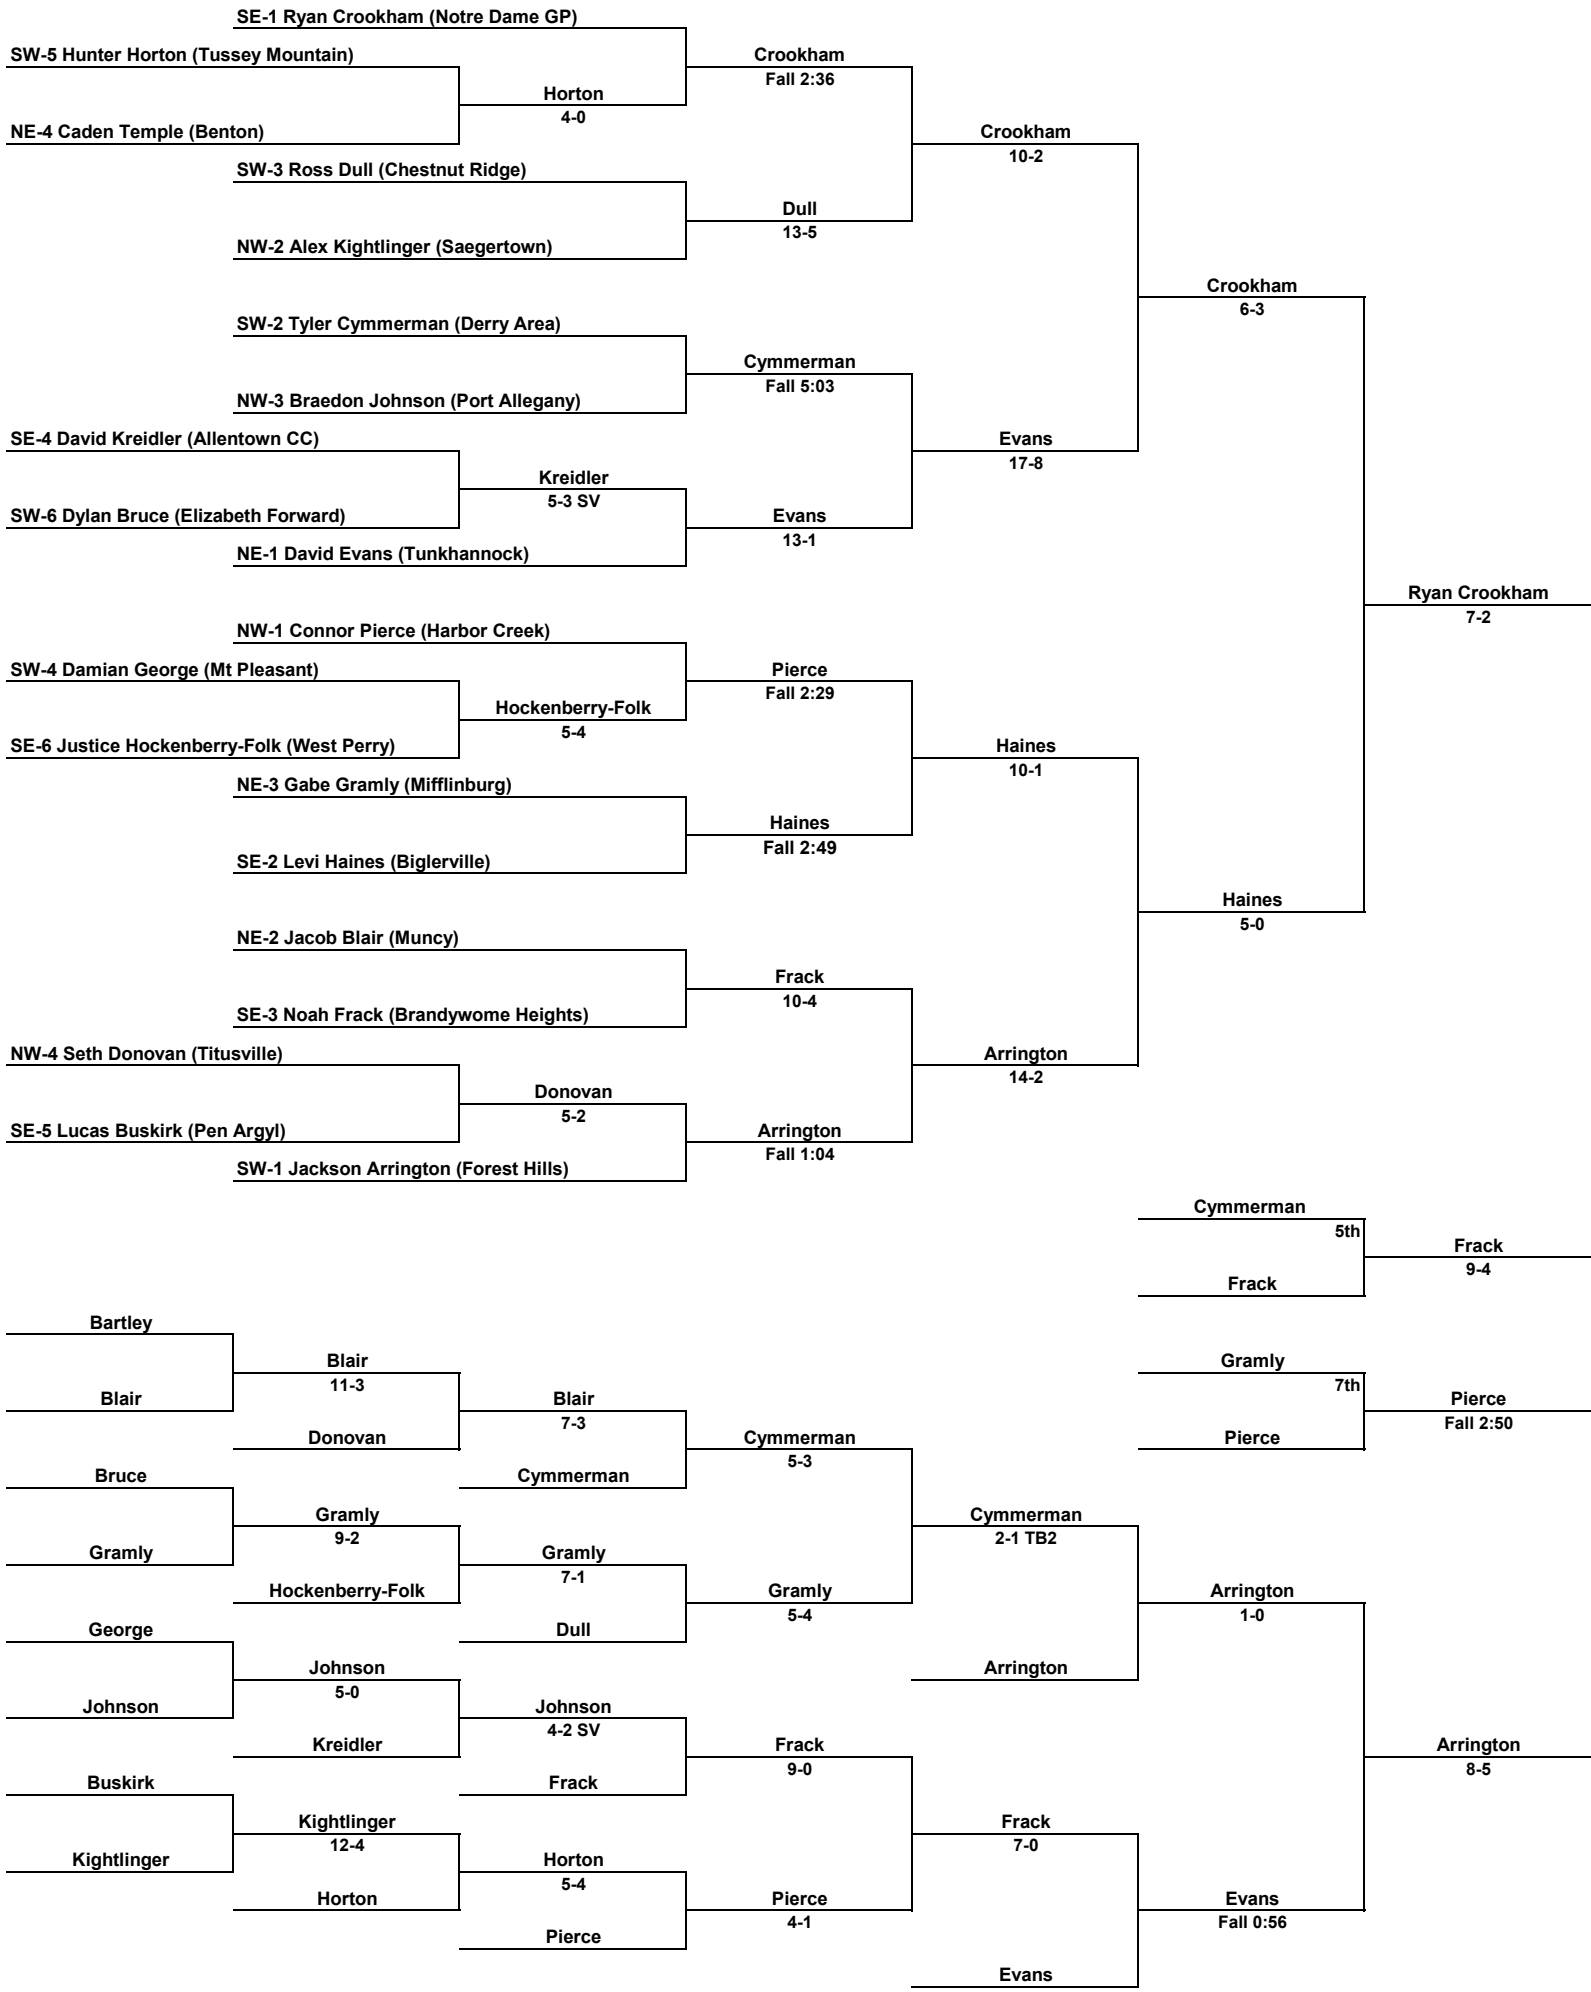 SE-1 Ryan Crookham (Notre Dame GP)
SW-5 Hunter Horton (Tussey Mountain)
Crookham
Fall 2:36
Horton
4-0
NE-4 Caden Temple (Benton)
Crookham
10-2
SW-3 Ross Dull (Chestnut Ridge)
Dull
13-5
NW-2 Alex Kightlinger (Saegertown)
Crookham
6-3
SW-2 Tyler Cymmerman (Derry Area)
Cymmerman
Fall 5:03
NW-3 Braedon Johnson (Port Allegany)
SE-4 David Kreidler (Allentown CC)
Evans
17-8
Kreidler
5-3 SV
SW-6 Dylan Bruce (Elizabeth Forward)
Evans
13-1
NE-1 David Evans (Tunkhannock)
Ryan Crookham
7-2
NW-1 Connor Pierce (Harbor Creek)
SW-4 Damian George (Mt Pleasant)
Pierce
Fall 2:29
Hockenberry-Folk
5-4
SE-6 Justice Hockenberry-Folk (West Perry)
Haines
10-1
NE-3 Gabe Gramly (Mifflinburg)
Haines
Fall 2:49
SE-2 Levi Haines (Biglerville)
Haines
5-0
NE-2 Jacob Blair (Muncy)
Frack
10-4
SE-3 Noah Frack (Brandywome Heights)
NW-4 Seth Donovan (Titusville)
Arrington
14-2
Donovan
5-2
SE-5 Lucas Buskirk (Pen Argyl)
Arrington
Fall 1:04
SW-1 Jackson Arrington (Forest Hills)
Cymmerman
5th
Frack
9-4
Frack
Bartley
Blair
11-3
Gramly
7th
Blair
Blair
7-3
Pierce
Fall 2:50
Donovan
Cymmerman
5-3
Pierce
Bruce
Cymmerman
Gramly
9-2
Cymmerman
2-1 TB2
Gramly
Gramly
7-1
Hockenberry-Folk
Gramly
5-4
Arrington
1-0
George
Dull
Johnson
5-0
Arrington
Johnson
Johnson
4-2 SV
Kreidler
Frack
9-0
Arrington
8-5
Buskirk
Frack
Kightlinger
12-4
Frack
7-0
Kightlinger
Horton
5-4
Horton
Pierce
4-1
Evans
Fall 0:56
Pierce
Evans